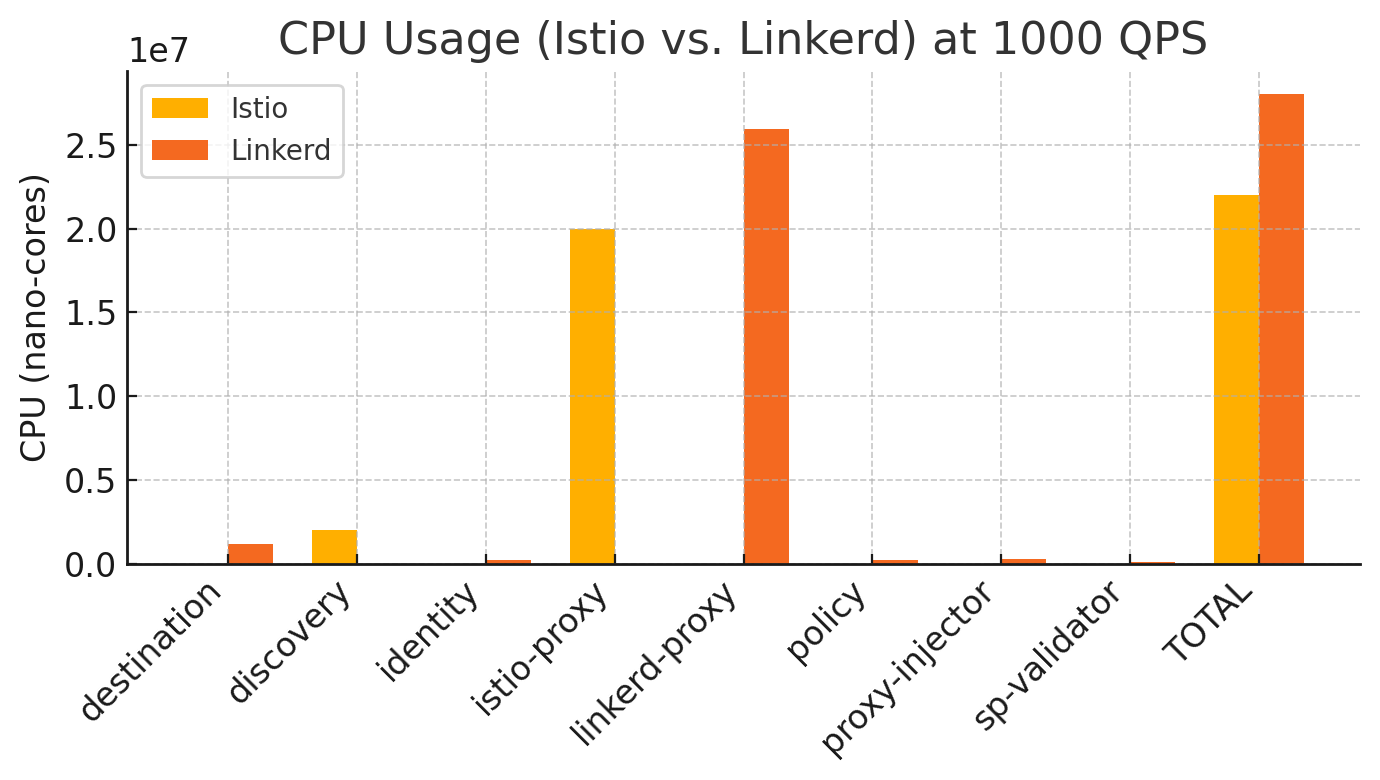 CPU Usage (Istio vs. Linkerd) at 1000 QPS
1e7
Istio
Linkerd
CPU (nano-cores)
2.5
2.0
1.5
1.0
0.5
0.0
destination
discovery
identity
istio-proxy
linkerd-proxy
policy
proxy-injector
sp-validator
TOTAL